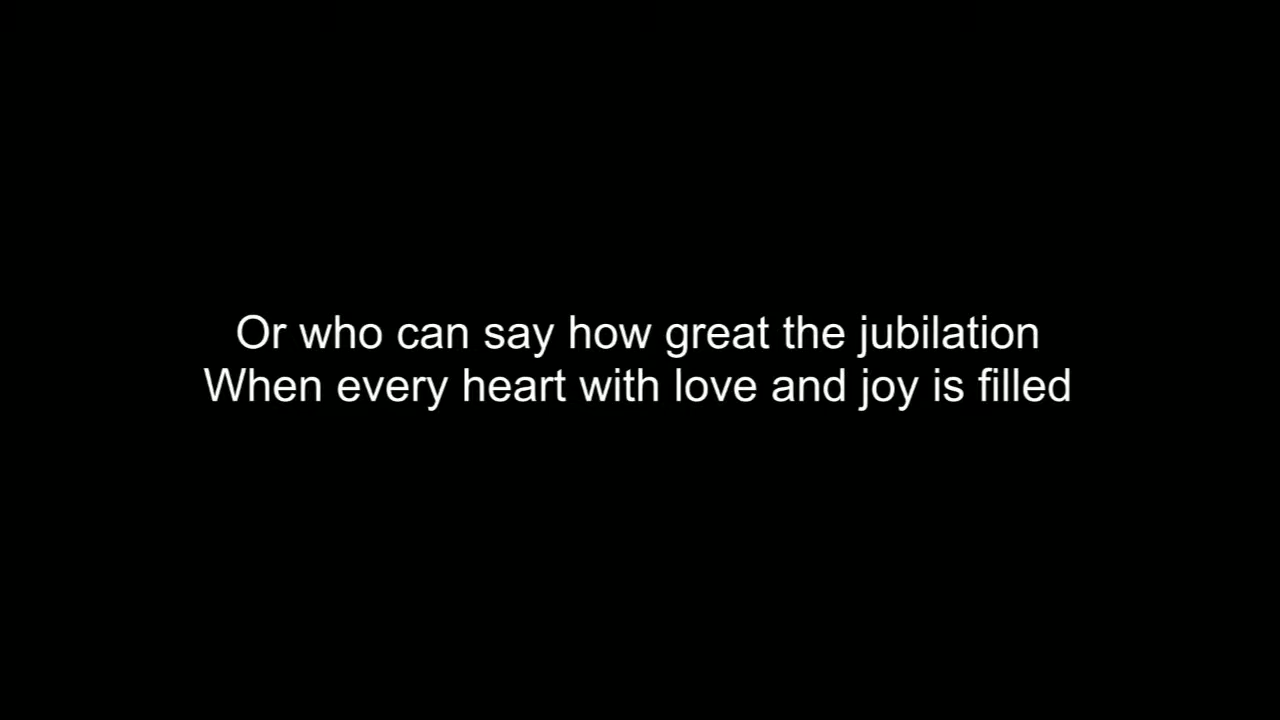 Or who can say how great the jubilation
When every heart with love and joy is filled